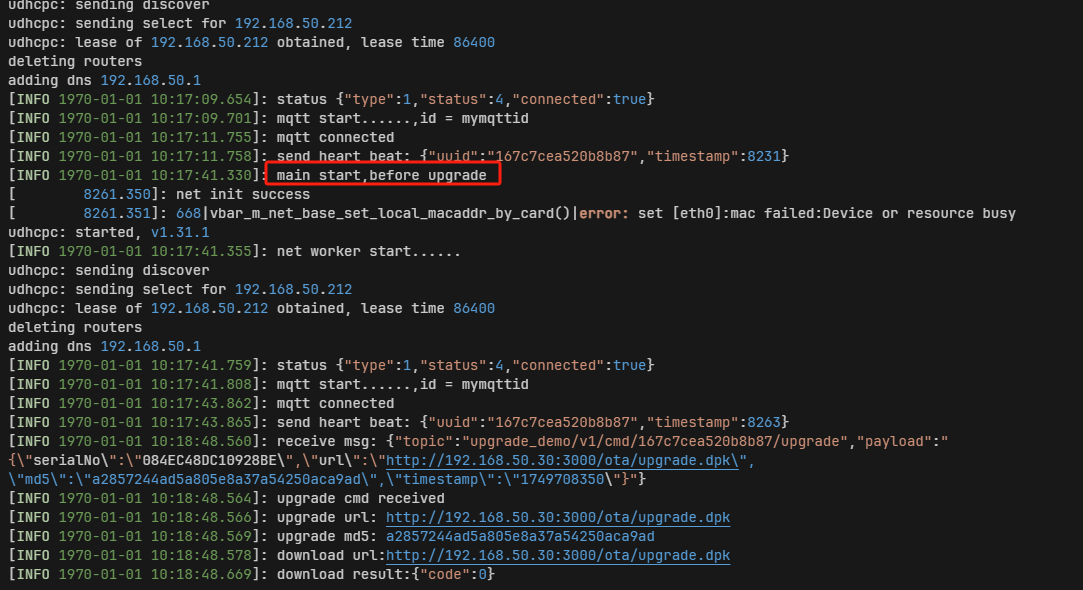 udhcpc: sending discover
udhcpc: sending select for 192.168.50.212
udhcpc: lease of 192.168.50.212 obtained, lease time 86400
deleting routers
adding dns 192.168.50.1
[INFO 1970-01-01 10:17:09.654]: status {"type":1,"status":4,"connected":true}
[INFO 1970-01-01 10:17:09.701]: mqtt start......,id = mymqttid
[INFO 1970-01-01 10:17:11.755]: mqtt connected
[INFO 1970-01-01 10:17:11.758]: send heart beat: {"uuid":"167c7cea520b8b87","timestamp":8231}
[INFO 1970-01-01 10:17:41.330]: main start,before upgrade
[        8261.350]: net init success
[        8261.351]: 668|vbar_m_net_base_set_local_macaddr_by_card()|error: set [eth0]:mac failed:Device or resource busy
udhcpc: started, v1.31.1
[INFO 1970-01-01 10:17:41.355]: net worker start......
udhcpc: sending discover
udhcpc: sending select for 192.168.50.212
udhcpc: lease of 192.168.50.212 obtained, lease time 86400
deleting routers
adding dns 192.168.50.1
[INFO 1970-01-01 10:17:41.759]: status {"type":1,"status":4,"connected":true}
[INFO 1970-01-01 10:17:41.808]: mqtt start......,id = mymqttid
[INFO 1970-01-01 10:17:43.862]: mqtt connected
[INFO 1970-01-01 10:17:43.865]: send heart beat: {"uuid":"167c7cea520b8b87","timestamp":8263}
[INFO 1970-01-01 10:18:48.560]: receive msg: {"topic":"upgrade_demo/v1/cmd/167c7cea520b8b87/upgrade","payload":"
{\"serialNo\":\"084EC48DC10928BE\",\"url\":\"http://192.168.50.30:3000/ota/upgrade.dpk\",
\"md5\":\"a2857244ad5a805e8a37a54250aca9ad\",\"timestamp\":\"1749708350\"}"}
[INFO 1970-01-01 10:18:48.564]: upgrade cmd received
[INFO 1970-01-01 10:18:48.566]: upgrade url: http://192.168.50.30:3000/ota/upgrade.dpk
[INFO 1970-01-01 10:18:48.569]: upgrade md5: a2857244ad5a805e8a37a54250aca9ad
[INFO 1970-01-01 10:18:48.578]: download url:http://192.168.50.30:3000/ota/upgrade.dpk
[INFO 1970-01-01 10:18:48.669]: download result:{"code":0}